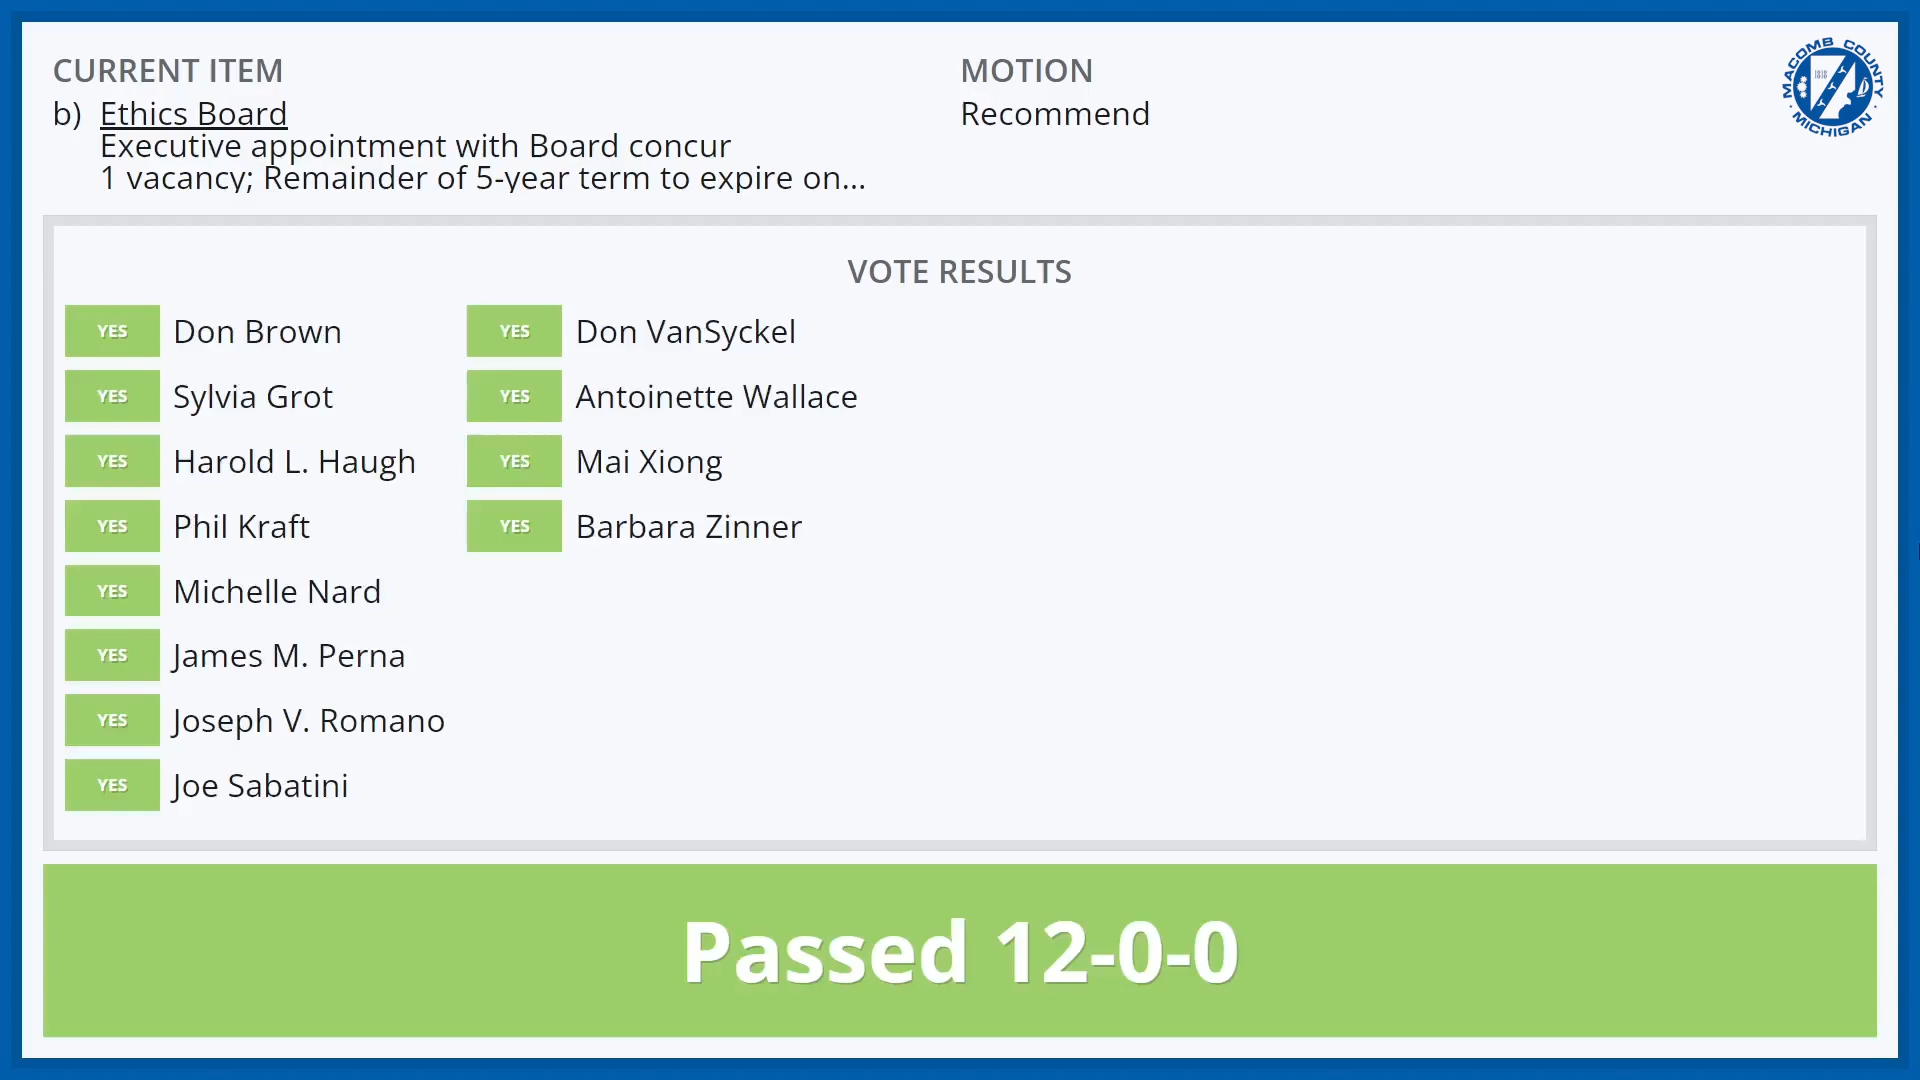 CURRENT ITEM
b) Ethics Board
Executive appointment with Board concur
1 vacancy; Remainder of 5-year term to expire on...
MOTION
Recommend
MACOMB COUNTY
1818
MICHIGAN
VOTE RESULTS
YES Don Brown
YES Sylvia Grot
YES Harold L. Haugh
YES Phil Kraft
YES Michelle Nard
YES James M. Perna
YES Joseph V. Romano
YES Joe Sabatini
YES Don VanSyckel
YES Antoinette Wallace
YES Mai Xiong
YES Barbara Zinner
Passed 12-0-0